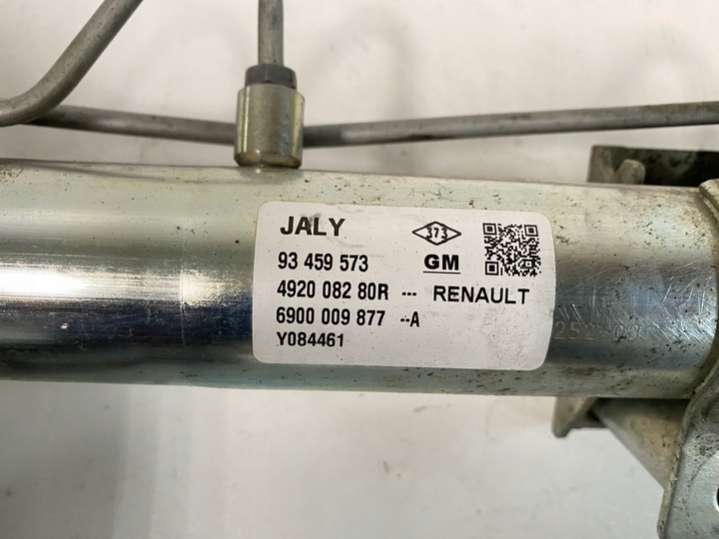 JALY
373
93 459 573 GM
4920 082 80R --- RENAULT
6900 009 877 --A
Y084461